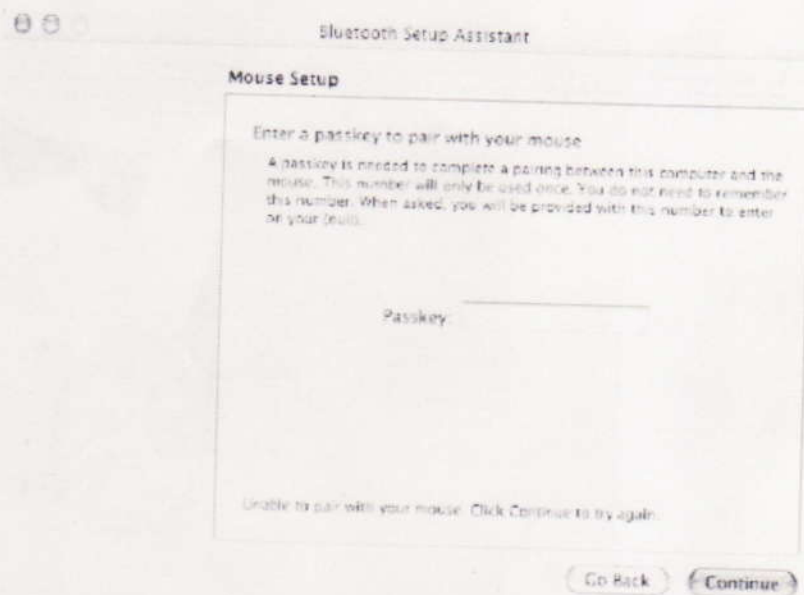 Bluetooth Setup Assistant
Mouse Setup
Enter a passkey to pair with your mouse
A passkey is needed to complete a pairing between this computer and the
mouse. This number will only be used once. You do not need to remember
this number. When asked, you will be provided with this number to enter
on your (null).
Passkey:
Unable to pair with your mouse. Click Continue to try again.
Go Back
Continue